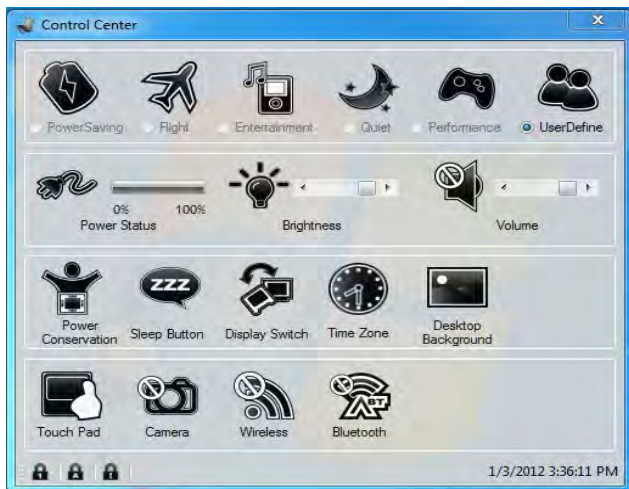 Control Center
PowerSaving Flight Entertainment Quiet Performance UserDefine
0% 100%
Power Status Brightness Volume
zzz
Power Conservation Sleep Button Display Switch Time Zone Desktop Background
Touch Pad Camera Wireless Bluetooth
1/3/2012 3:36:11 PM